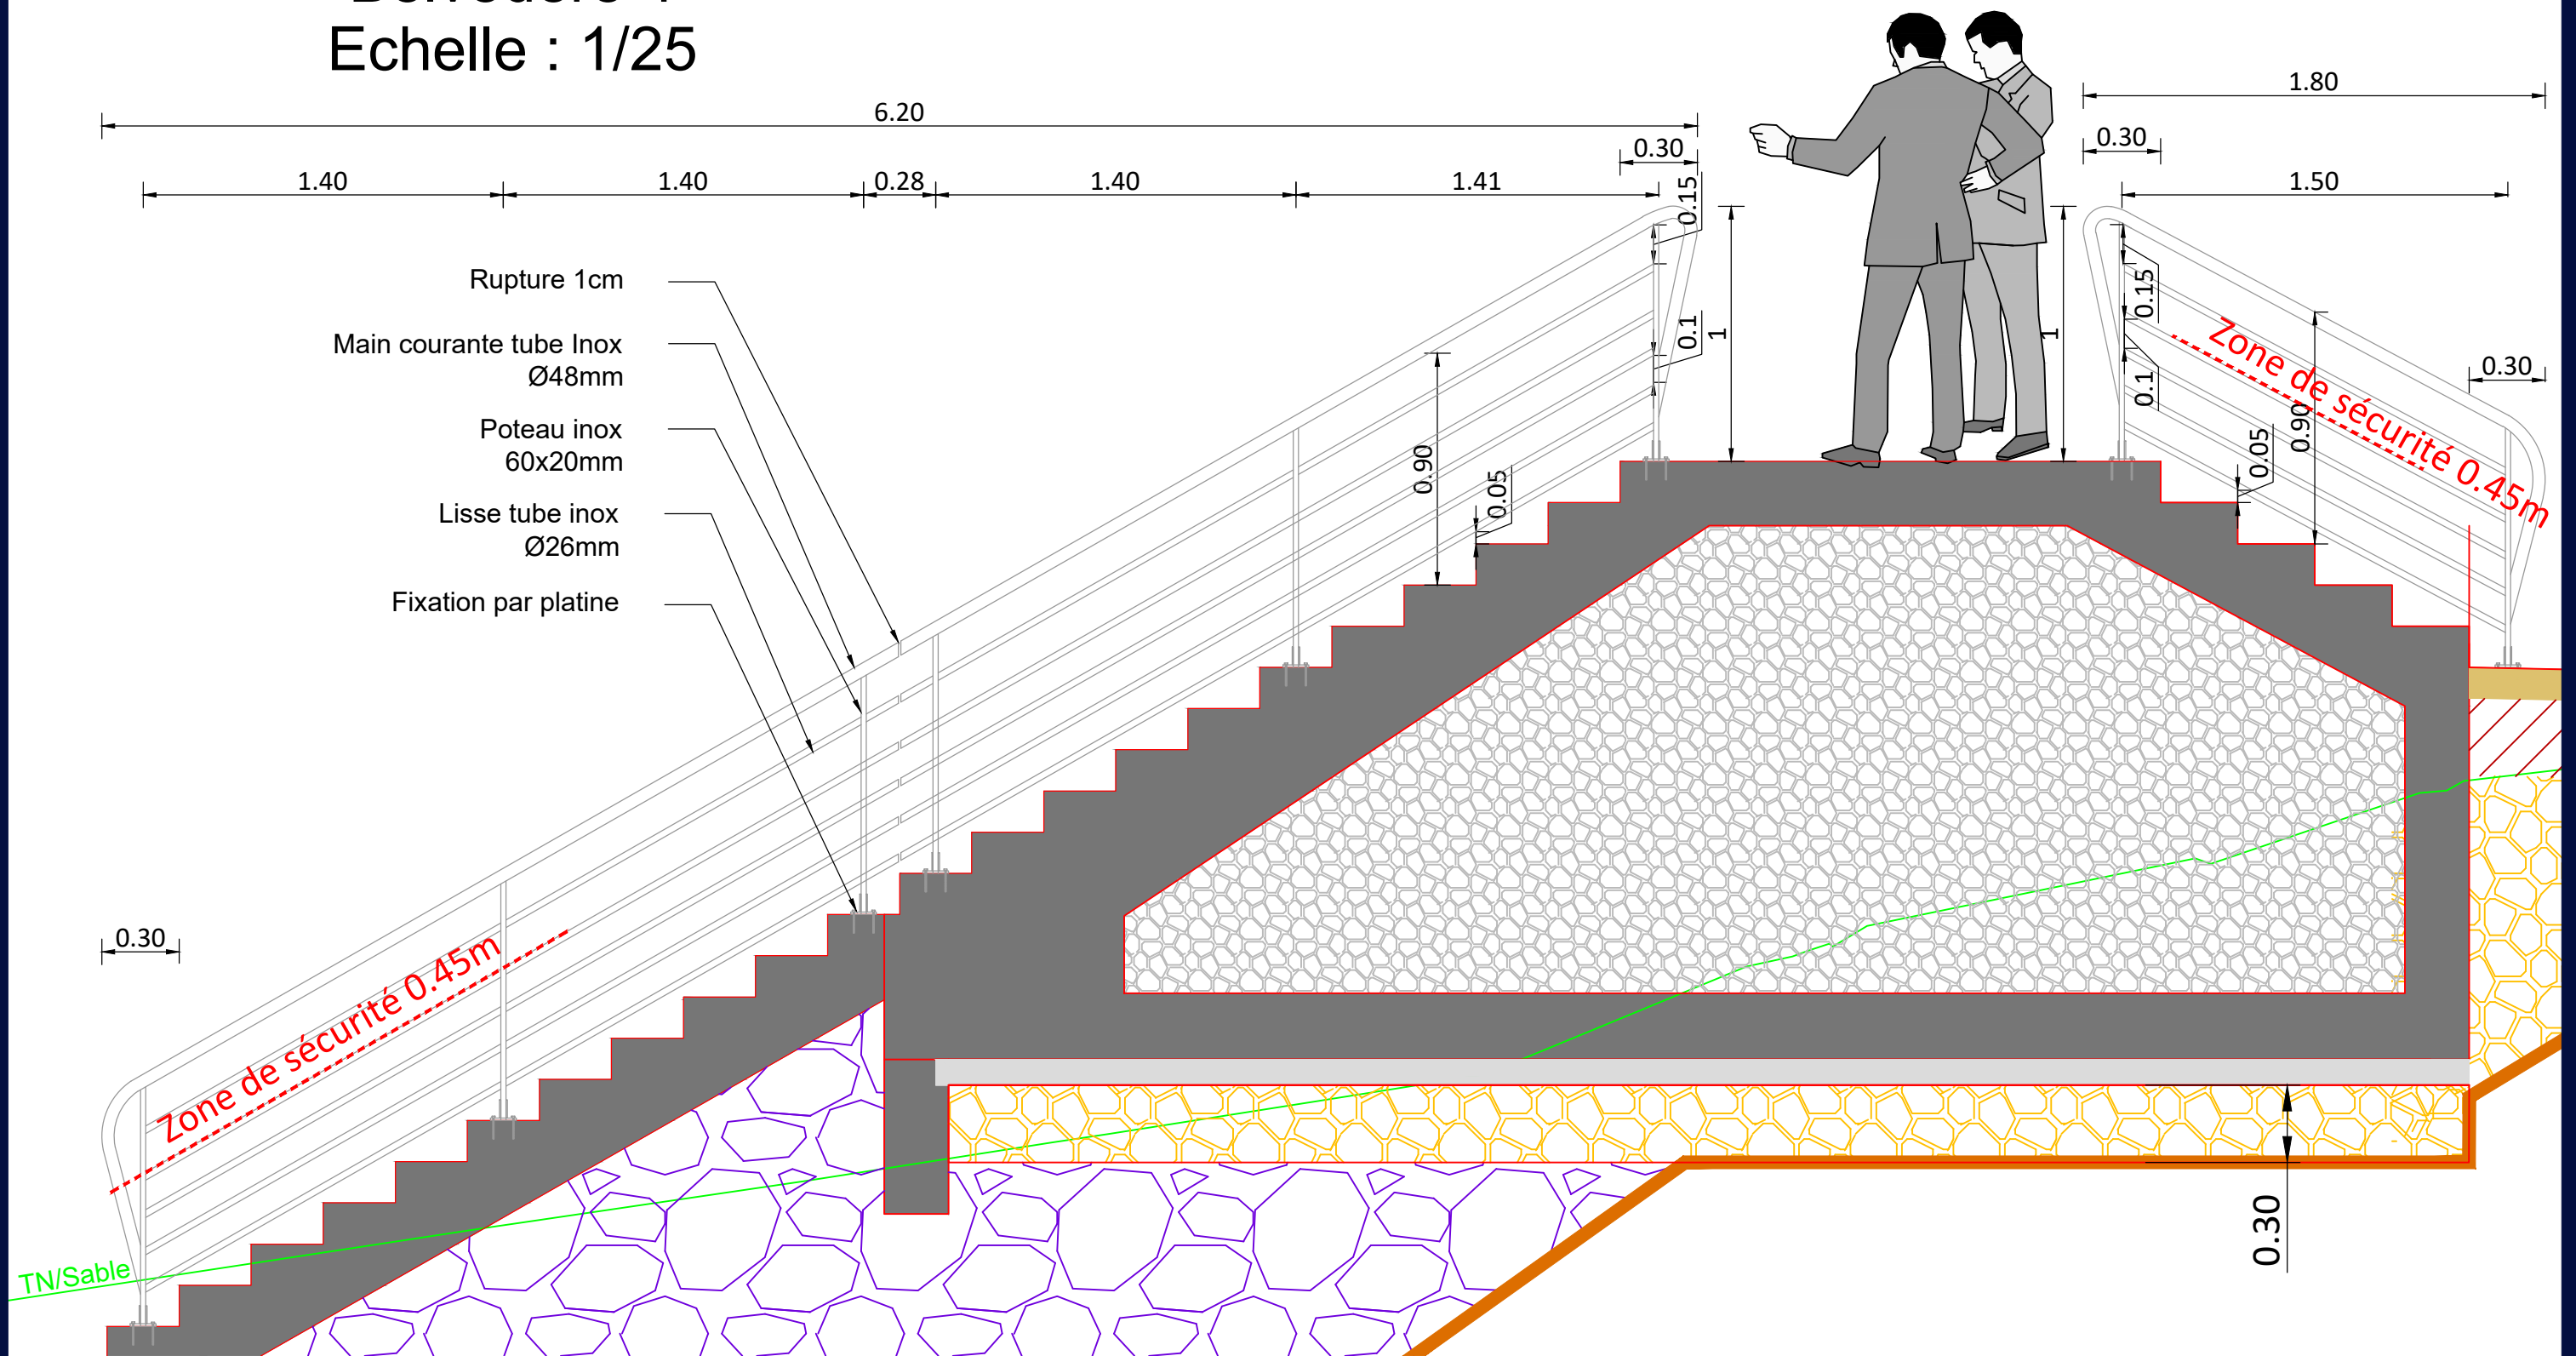 Echelle : 1/25
6.20
1.80
0.30
0.30
1.40
1.40
0.28
1.40
1.41
1.50
0.15
0.1
1
1
0.15
0.1
Rupture 1cm
Main courante tube Inox
Ø48mm
Poteau inox
60x20mm
Lisse tube inox
Ø26mm
Fixation par platine
0.90
0.05
Zone de sécurité 0.45m
0.90
0.05
0.30
0.30
Zone de sécurité 0.45m
TN/Sable
0.30